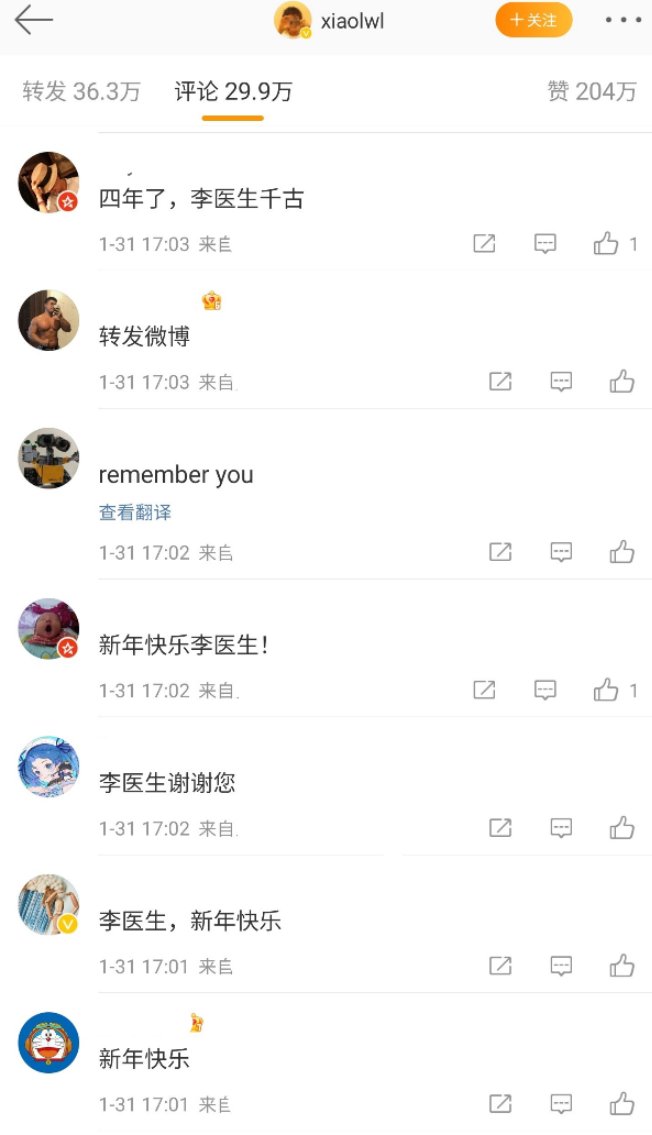 xiaolwl
+关注
转发 36.3万
评论 29.9万
赞 204万
四年了，李医生千古
1-31 17:03 来自
1
转发微博
1-31 17:03 来自
remember you
查看翻译
1-31 17:02 来自
新年快乐李医生！
1-31 17:02 来自
1
李医生谢谢您
1-31 17:02 来自
李医生，新年快乐
1-31 17:01 来自
新年快乐
1-31 17:01 来自